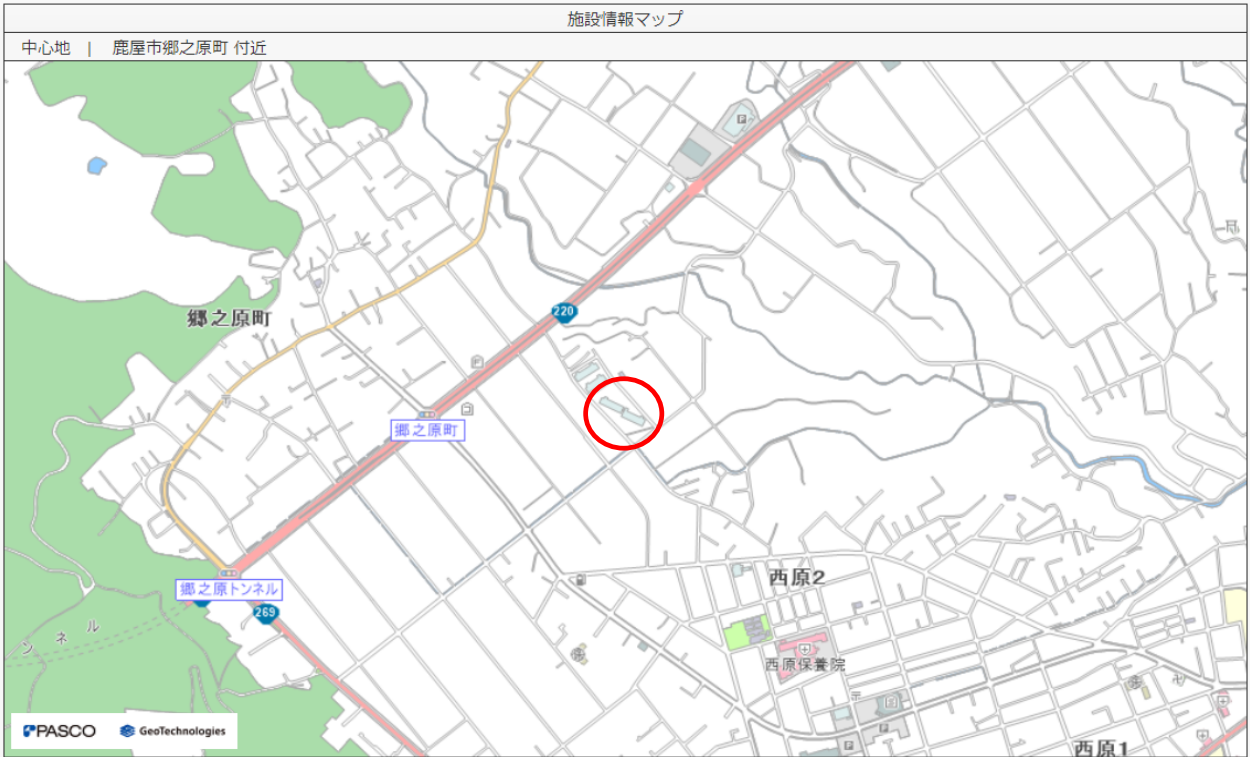 施設情報マップ
中心地 | 鹿屋市郷之原町 付近
P
郷之原町
220
郷之原町
郷之原トンネル
269
ンネル
西原2
西原保養院
P
P
西原1
PASCO
GeoTechnologies